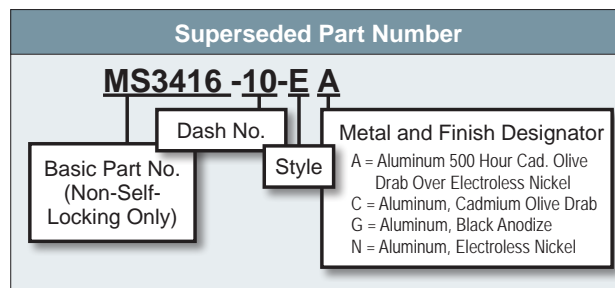 Superseded Part Number
MS3416 -10-E A
Dash No.
Basic Part No.
(Non-Self-
Locking Only)
Style
Metal and Finish Designator
A = Aluminum 500 Hour Cad. Olive
Drab Over Electroless Nickel
C = Aluminum, Cadmium Olive Drab
G = Aluminum, Black Anodize
N = Aluminum, Electroless Nickel